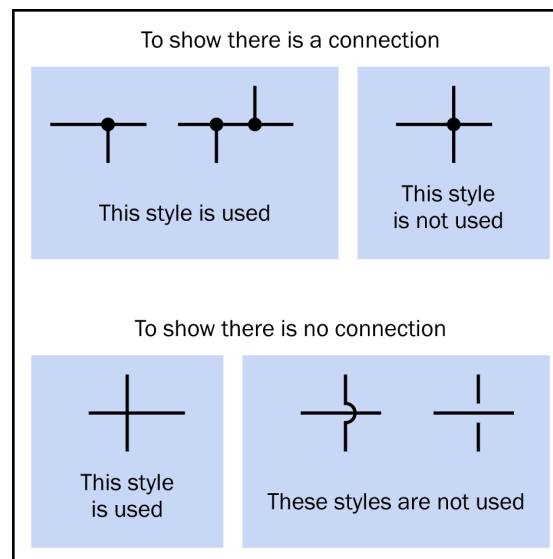 To show there is a connection
This style is used
This style
is not used
To show there is no connection
This style
is used
These styles are not used